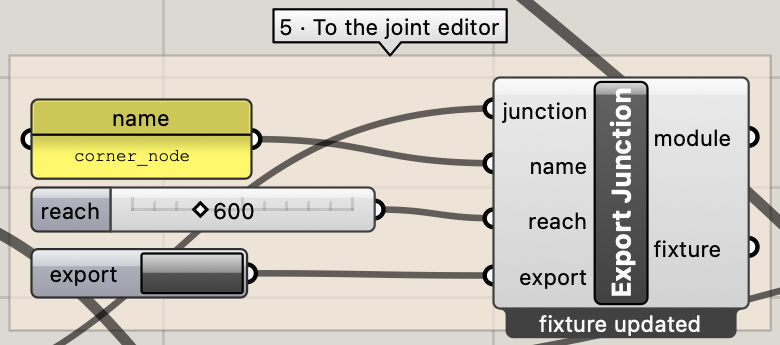 5 · To the joint editor
name
corner_node
reach 600
export
junction
name
reach
export
Export Junction
module
fixture
fixture updated